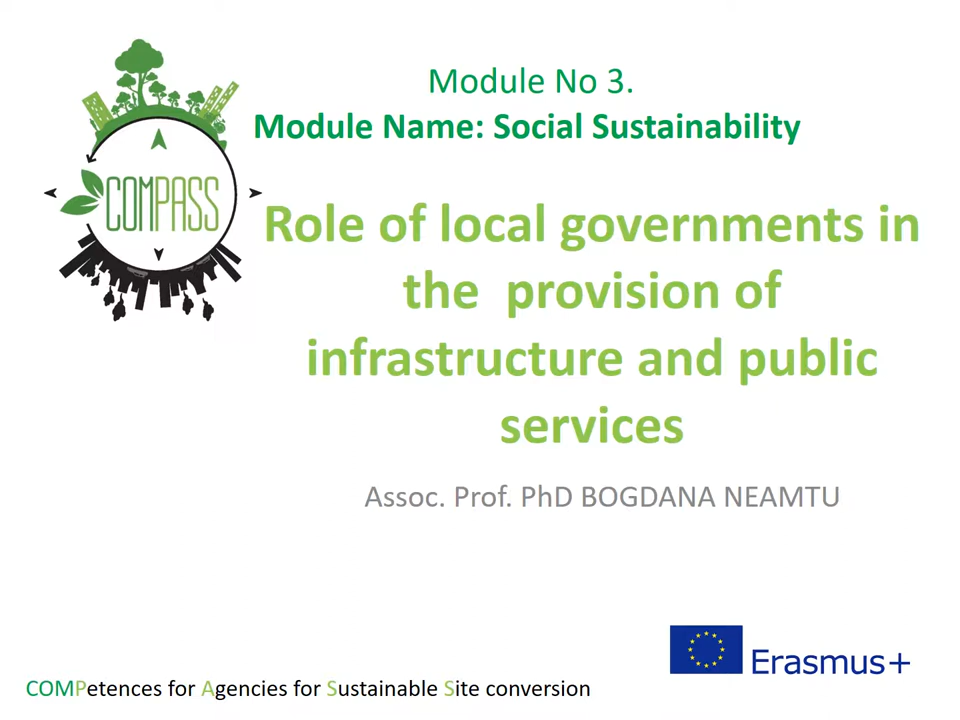 Module No 3.
Module Name: Social Sustainability
COMPASS
Role of local governments in
the provision of
infrastructure and public
services
Assoc. Prof. PhD BOGDANA NEAMTU
Erasmus+
COMPetences for Agencies for Sustainable Site conversion